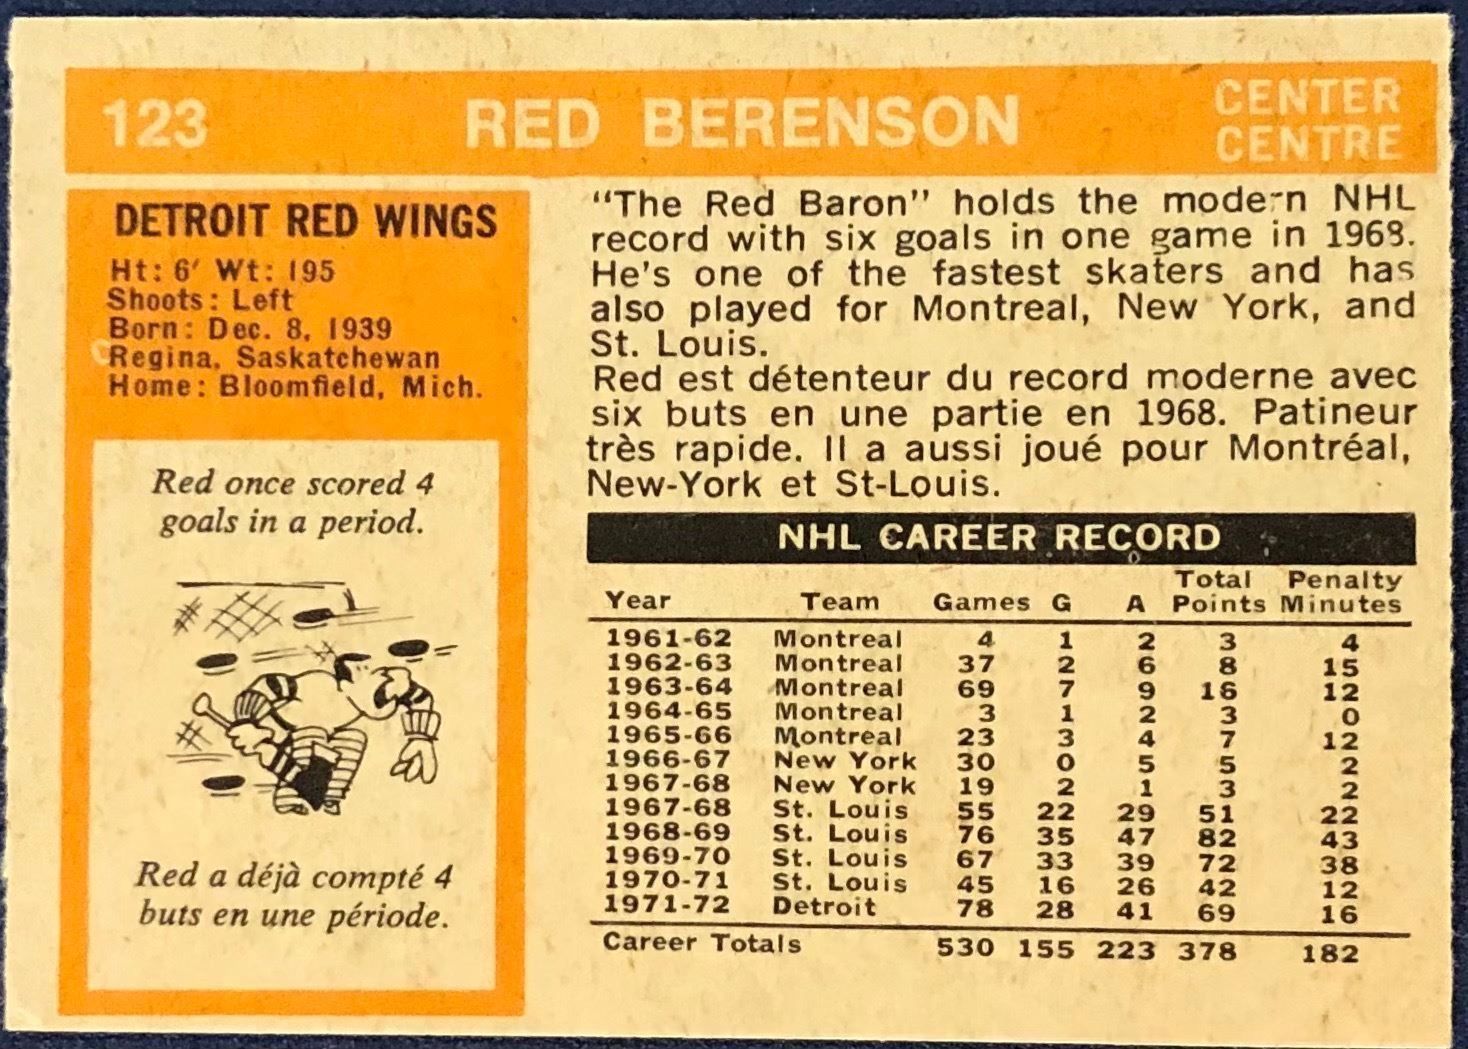 123
RED BERENSON
CENTER
CENTRE
DETROIT RED WINGS
Ht: 6' Wt: 195
Shoots: Left
Born: Dec. 8, 1939
Regina, Saskatchewan
Home: Bloomfield, Mich.
Red once scored 4
goals in a period.
Red a déjà compté 4
buts en une période.
"The Red Baron" holds the modern NHL
record with six goals in one game in 1968.
He's one of the fastest skaters and has
also played for Montreal, New York, and
St. Louis.
Red est détenteur du record moderne avec
six buts en une partie en 1968. Patineur
très rapide. Il a aussi joué pour Montréal,
New-York et St-Louis.
NHL CAREER RECORD
Year Team Games G A Total Points Penalty Minutes
1961-62 Montreal 4 1 2 3 4
1962-63 Montreal 37 2 6 8 15
1963-64 Montreal 69 7 9 16 12
1964-65 Montreal 3 1 2 3 0
1965-66 Montreal 23 3 4 7 12
1966-67 New York 30 0 5 5 2
1967-68 New York 19 2 1 3 2
1967-68 St. Louis 55 22 29 51 22
1968-69 St. Louis 76 35 47 82 43
1969-70 St. Louis 67 33 39 72 38
1970-71 St. Louis 45 16 26 42 12
1971-72 Detroit 78 28 41 69 16
Career Totals 530 155 223 378 182